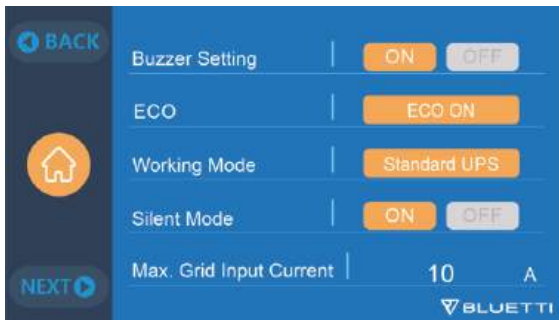 BACK
Buzzer Setting ON OFF
ECO ECO ON
Working Mode Standard UPS
Silent Mode ON OFF
Max. Grid Input Current 10 A
NEXT
BLUETTI